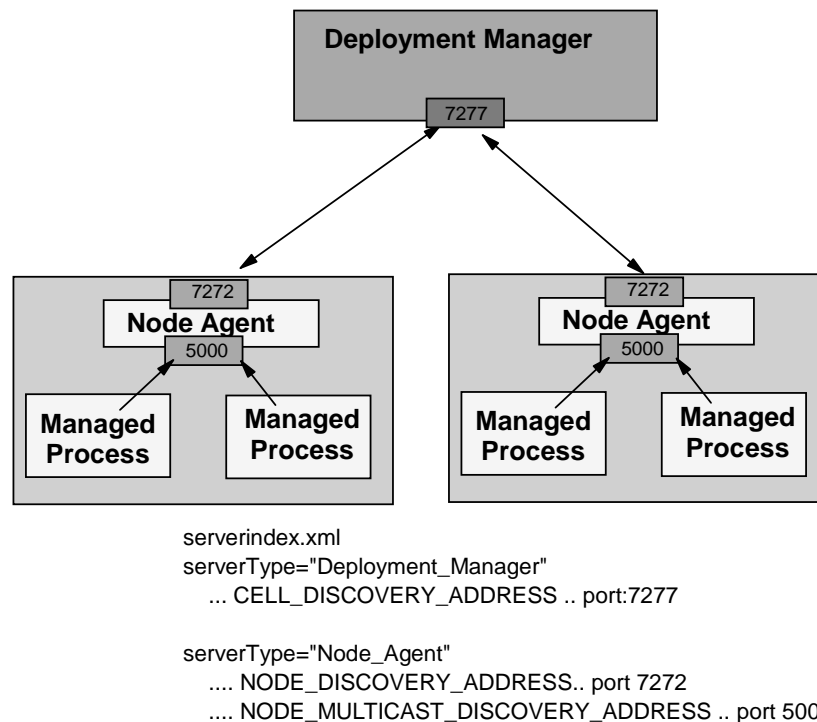 Deployment Manager
7277
7272
Node Agent
5000
Managed
Process
Managed
Process
7272
Node Agent
5000
Managed
Process
Managed
Process
serverindex.xml
serverType="Deployment_Manager"
... CELL_DISCOVERY_ADDRESS .. port:7277
serverType="Node_Agent"
.... NODE_DISCOVERY_ADDRESS.. port 7272
.... NODE_MULTICAST_DISCOVERY_ADDRESS .. port 500